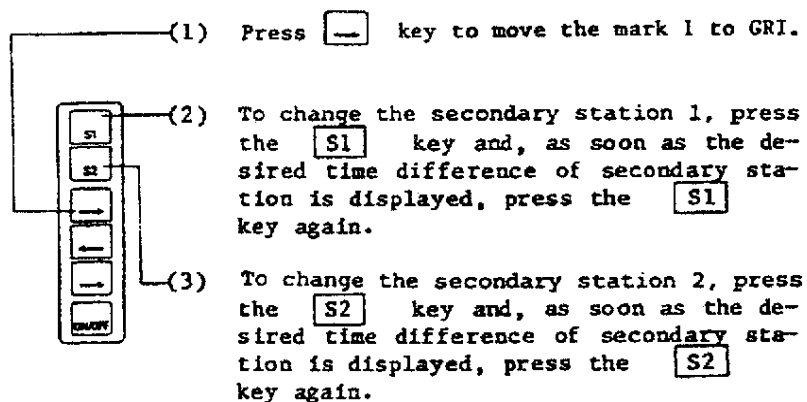 (1) Press → key to move the mark I to GRI.
S1
S2
→
←
→
ON/OFF
(2) To change the secondary station 1, press
the S1 key and, as soon as the de-
sired time difference of secondary sta-
tion is displayed, press the S1
key again.
(3) To change the secondary station 2, press
the S2 key and, as soon as the de-
sired time difference of secondary sta-
tion is displayed, press the S2
key again.